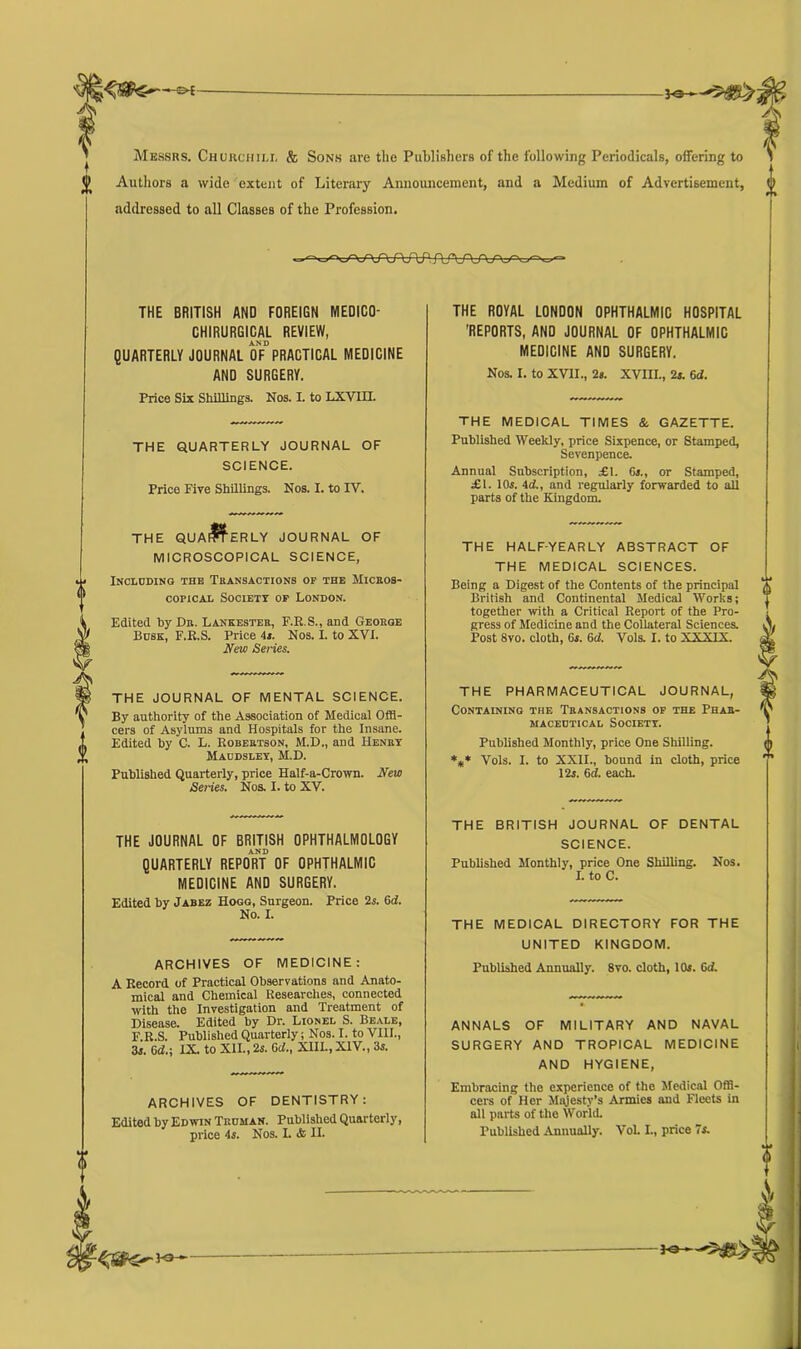 MESSRS. CHURCHILL & SONS are the Publishers of the following Periodicals, offering to
Authors a wide extent of Literary Announcement, and a Medium of Advertisement,
addressed to all Classes of the Profession.
THE BRITISH AND FOREIGN MEDICO-
CHIRURGICAL REVIEW,
AND
QUARTERLY JOURNAL OF PRACTICAL MEDICINE
AND SURGERY.
Price Six Shillings. Nos. I. to LXVIII.
THE QUARTERLY JOURNAL OF
SCIENCE.
Price Five Shillings. Nos. I. to IV.
THE QUARTERLY JOURNAL OF
MICROSCOPICAL SCIENCE,
INCLUDING THE TRANSACTIONS OF THE MICROS-
COPICAL SOCIETY OF LONDON.
Edited by DR. LANKESTER, F.R.S., and GEORGE
BUSK, F.R.S. Price 4s. Nos. I. to XVI.
New Series.
THE JOURNAL OF MENTAL SCIENCE.
By authority of the Association of Medical Offi-
cers of Asylums and Hospitals for the Insane.
Edited by C. L. ROBERTSON, M.D., and HENRY
MAUDSLEY, M.D.
Published Quarterly, price Half-a-Crown. New
Series. Nos. I. to XV.
THE JOURNAL OF BRITISH OPHTHALMOLOGY
AND
QUARTERLY REPORT OF OPHTHALMIC
MEDICINE AND SURGERY.
Edited by JABEZ HOGG, Surgeon. Price 2s. 6d.
No. I.
ARCHIVES OF MEDICINE:
A Record of Practical Observations and Anato-
mical and Chemical Researches, connected
with the Investigation and Treatment of
Disease. Edited by Dr. LIONEL S. BEALE,
F.R.S. Published Quarterly; Nos. I. to VIII.,
3s. 6d.; IX. to XII., 2s. 6d., XIII., XIV., 3s.
ARCHIVES OF DENTISTRY:
Edited by EDWIN TRUMAN. Published Quarterly,
price 4s. Nos. I. & II.
THE ROYAL LONDON OPHTHALMIC HOSPITAL
'REPORTS, AND JOURNAL OF OPHTHALMIC
MEDICINE AND SURGERY.
Nos. I. to XVII., 2s. XVIII., 2s. 6d.
THE MEDICAL TIMES & GAZETTE.
Published Weekly, price Sixpence, or Stamped,
Sevenpence.
Annual Subscription, £1. 6s., or Stamped,
£1. 10s. 4d., and regularly forwarded to all
parts of the Kingdom.
THE HALF-YEARLY ABSTRACT OF
THE MEDICAL SCIENCES.
Being a Digest of the Contents of the principal
British and Continental Medical Works;
together with a Critical Report of the Pro-
gress of Medicine and the Collateral Sciences.
Post 8vo. cloth, 6s. 6d. Vols. I. to XXXIX.
THE PHARMACEUTICAL JOURNAL,
CONTAINING THE TRANSACTIONS OF THE PHAR-
MACEUTICAL SOCIETY.
Published Monthly, price One Shilling.
*** Vols. I. to XXII., bound in cloth, price
12s. 6d. each.
THE BRITISH JOURNAL OF DENTAL
SCIENCE.
Published Monthly, price One Shilling. Nos.
I. to C.
THE MEDICAL DIRECTORY FOR THE
UNITED KINGDOM.
Published Annually. 8vo. cloth, 10s. 6d.
ANNALS OF MILITARY AND NAVAL
SURGERY AND TROPICAL MEDICINE
AND HYGIENE,
Embracing the experience of the Medical Offi-
cers of Her Majesty's Armies and Fleets in
all parts of the World.
Published Annually. Vol. I., price 7s.